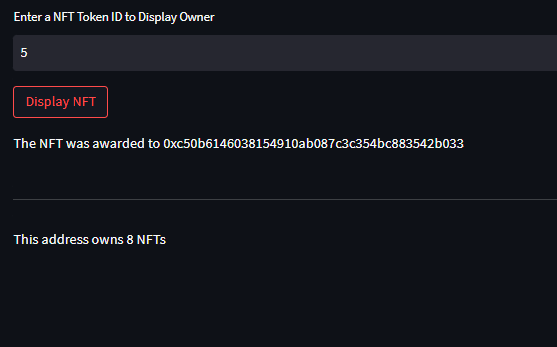 Enter a NFT Token ID to Display Owner
5
Display NFT
The NFT was awarded to 0xc50b6146038154910ab087c3c354bc883542b033
This address owns 8 NFTs